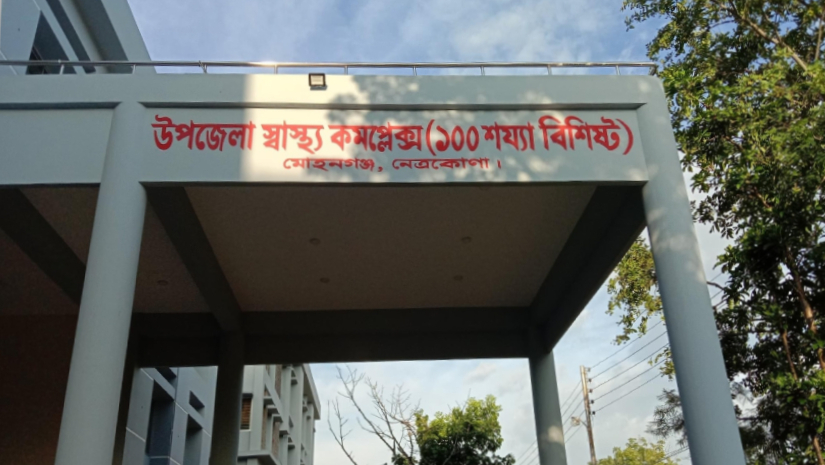 উপজেলা স্বাস্থ্য কমপ্লেক্স (১০০ শয্যা বিশিষ্ট)
মোহনগঞ্জ, নেত্রকোণা।